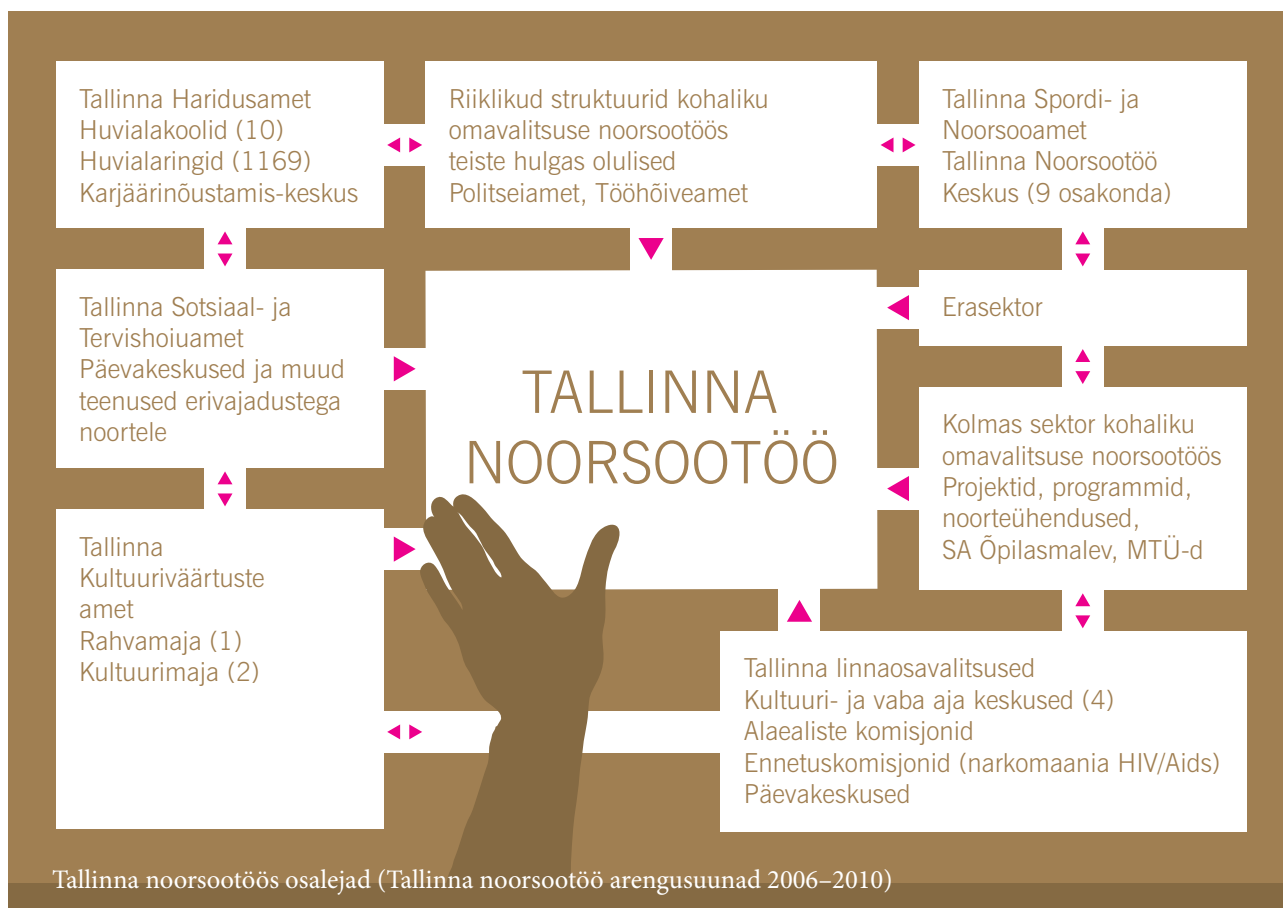 Tallinna Haridusamet
Huvialakoolid (10)
Huvialaringid (1169)
Karjäärinõustamis-keskus
Riiklikud struktuurid kohaliku
omavalitsuse noorsootöös
teiste hulgas olulised
Politseiamet, Tööhõiveamet
Tallinna Spordi- ja
Noorsooamet
Tallinna Noorsootöö
Keskus (9 osakonda)
Tallinna Sotsiaal- ja
Tervishoiuamet
Päevakeskused ja muud
teenused erivajadustega
noortele
TALLINNA
NOORSOOTÖÖ
Erasektor
Kolmas sektor kohaliku
omavalitsuse noorsootöös
Projektid, programmid,
noorteühendused,
SA Õpilasmalev, MTÜ-d
Tallinna
Kultuuriväärtuste
amet
Rahvamaja (1)
Kultuurimaja (2)
Tallinna linnaosavalitsused
Kultuuri- ja vaba aja keskused (4)
Alaealiste komisjonid
Ennetuskomisjonid (narkomaania HIV/Aids)
Päevakeskused
Tallinna noorsootöös osalejad (Tallinna noorsootöö arengusuunad 2006–2010)